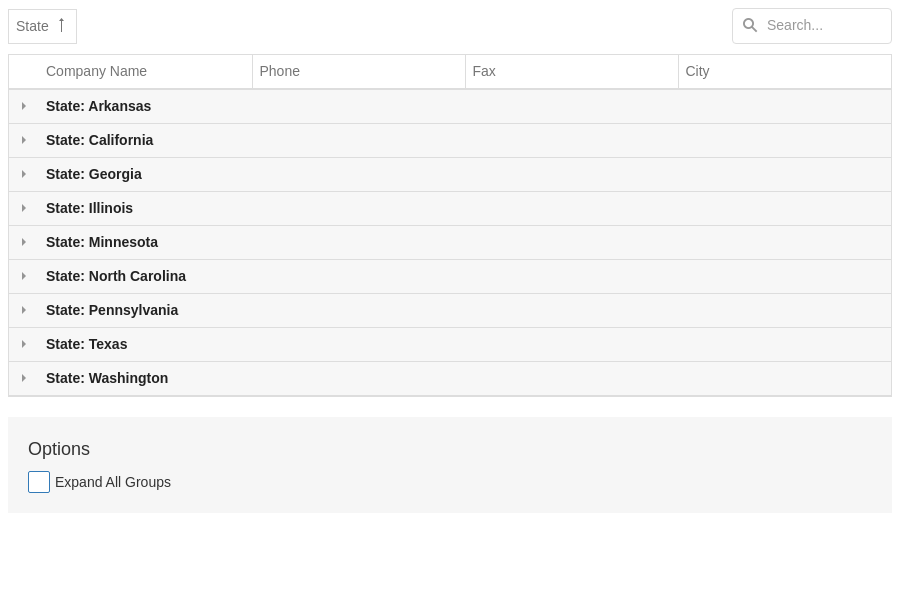 State
Search...
Company Name Phone Fax City
State: Arkansas
State: California
State: Georgia
State: Illinois
State: Minnesota
State: North Carolina
State: Pennsylvania
State: Texas
State: Washington
Options
Expand All Groups